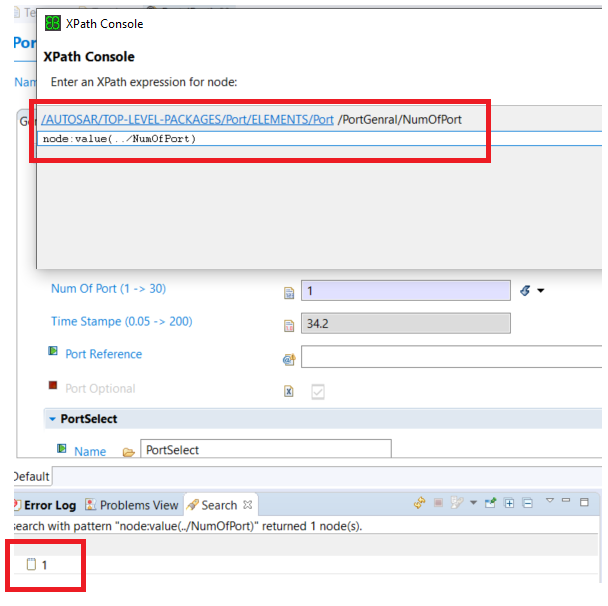 XPath Console
XPath Console
Enter an XPath expression for node:
/AUTOSAR/TOP-LEVEL-PACKAGES/Port/ELEMENTS/Port /PortGenral/NumOfPort
node:value(../NumOfPort)
Num Of Port (1 -> 30)
1
Time Stampe (0.05 -> 200)
34.2
Port Reference
Port Optional
PortSelect
Name
PortSelect
Default
Error Log
Problems View
Search
search with pattern "node:value(../NumOfPort)" returned 1 node(s).
1